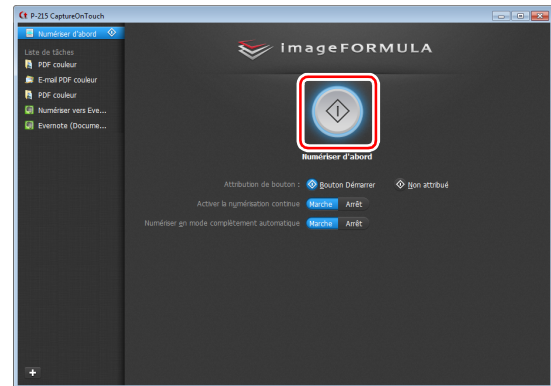 P-215 CaptureOnTouch
Numériser d'abord
Liste de tâches
PDF couleur
E-mail PDF couleur
PDF couleur
Numériser vers Eve...
Evernote (Docume...
imageFORMULA
Numériser d'abord
Attribution de bouton : Bouton Démarrer Non attribué
Activer la numérisation continue Marche Arrêt
Numériser en mode complètement automatique Marche Arrêt